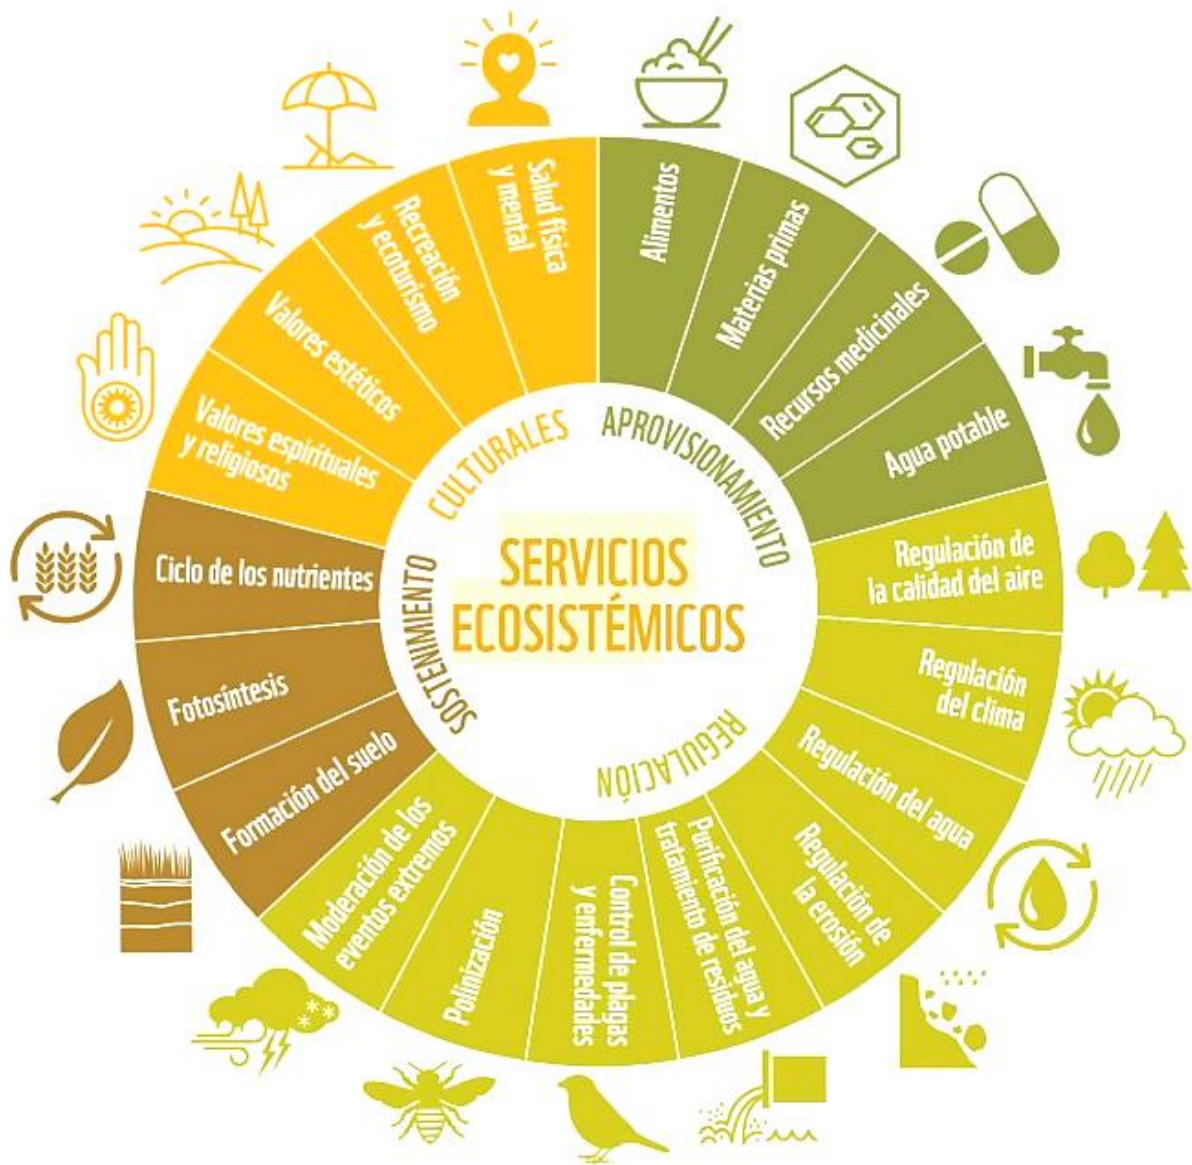 SERVICIOS
ECOSISTÉMICOS
APROVISIONAMIENTO
Alimentos
Materias primas
Recursos medicinales
Agua potable
REGULACIÓN
Regulación de
la calidad del aire
Regulación
del clima
Regulación del agua
Regulación de
la erosión
Purificación del agua y
tratamiento de residuos
Control de plagas
y enfermedades
Polinización
Moderación de los
eventos extremos
SOSTENIMIENTO
Formación del suelo
Fotosíntesis
Ciclo de los nutrientes
CULTURALES
Valores espirituales
y religiosos
Valores estéticos
Recreación
y ecoturismo
Salud física
y mental